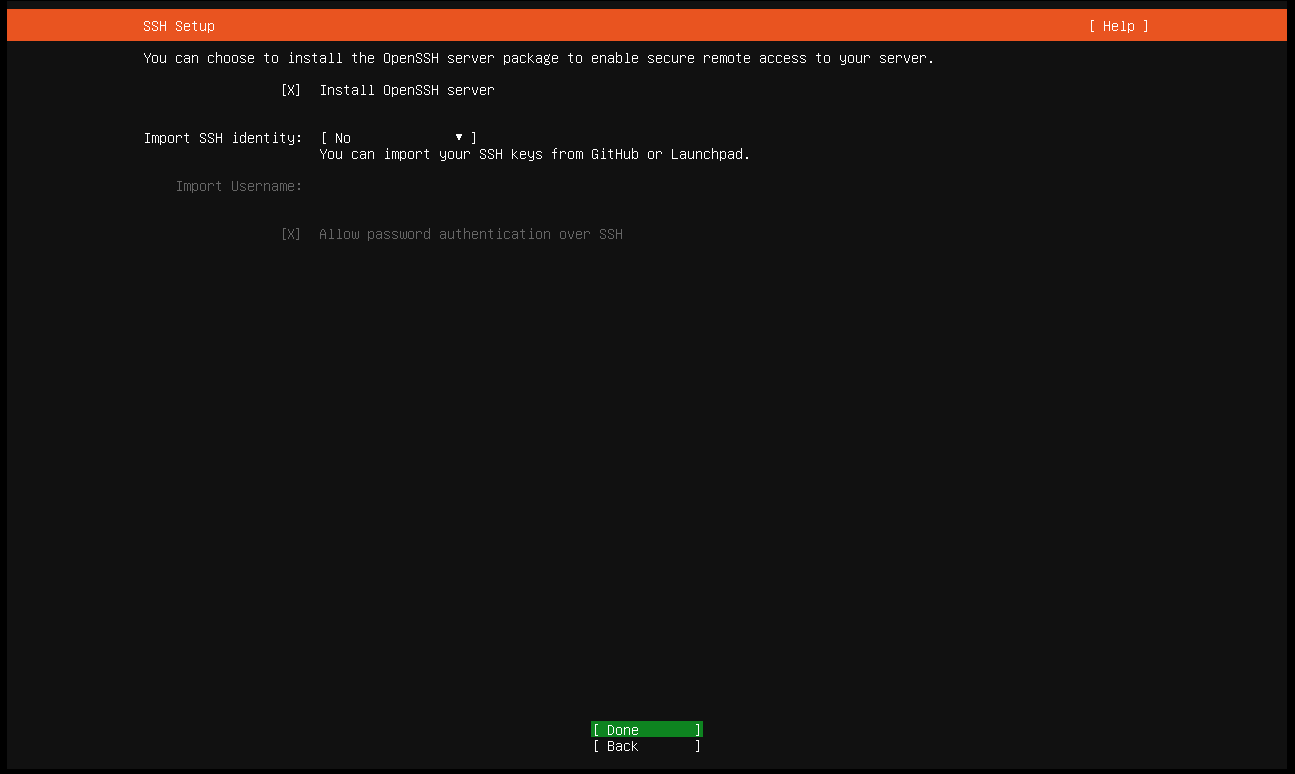 SSH Setup [ Help ]
You can choose to install the OpenSSH server package to enable secure remote access to your server.
[X] Install OpenSSH server
Import SSH identity: [ No ▾ ]
You can import your SSH keys from GitHub or Launchpad.
Import Username:
[X] Allow password authentication over SSH
[ Done ]
[ Back ]